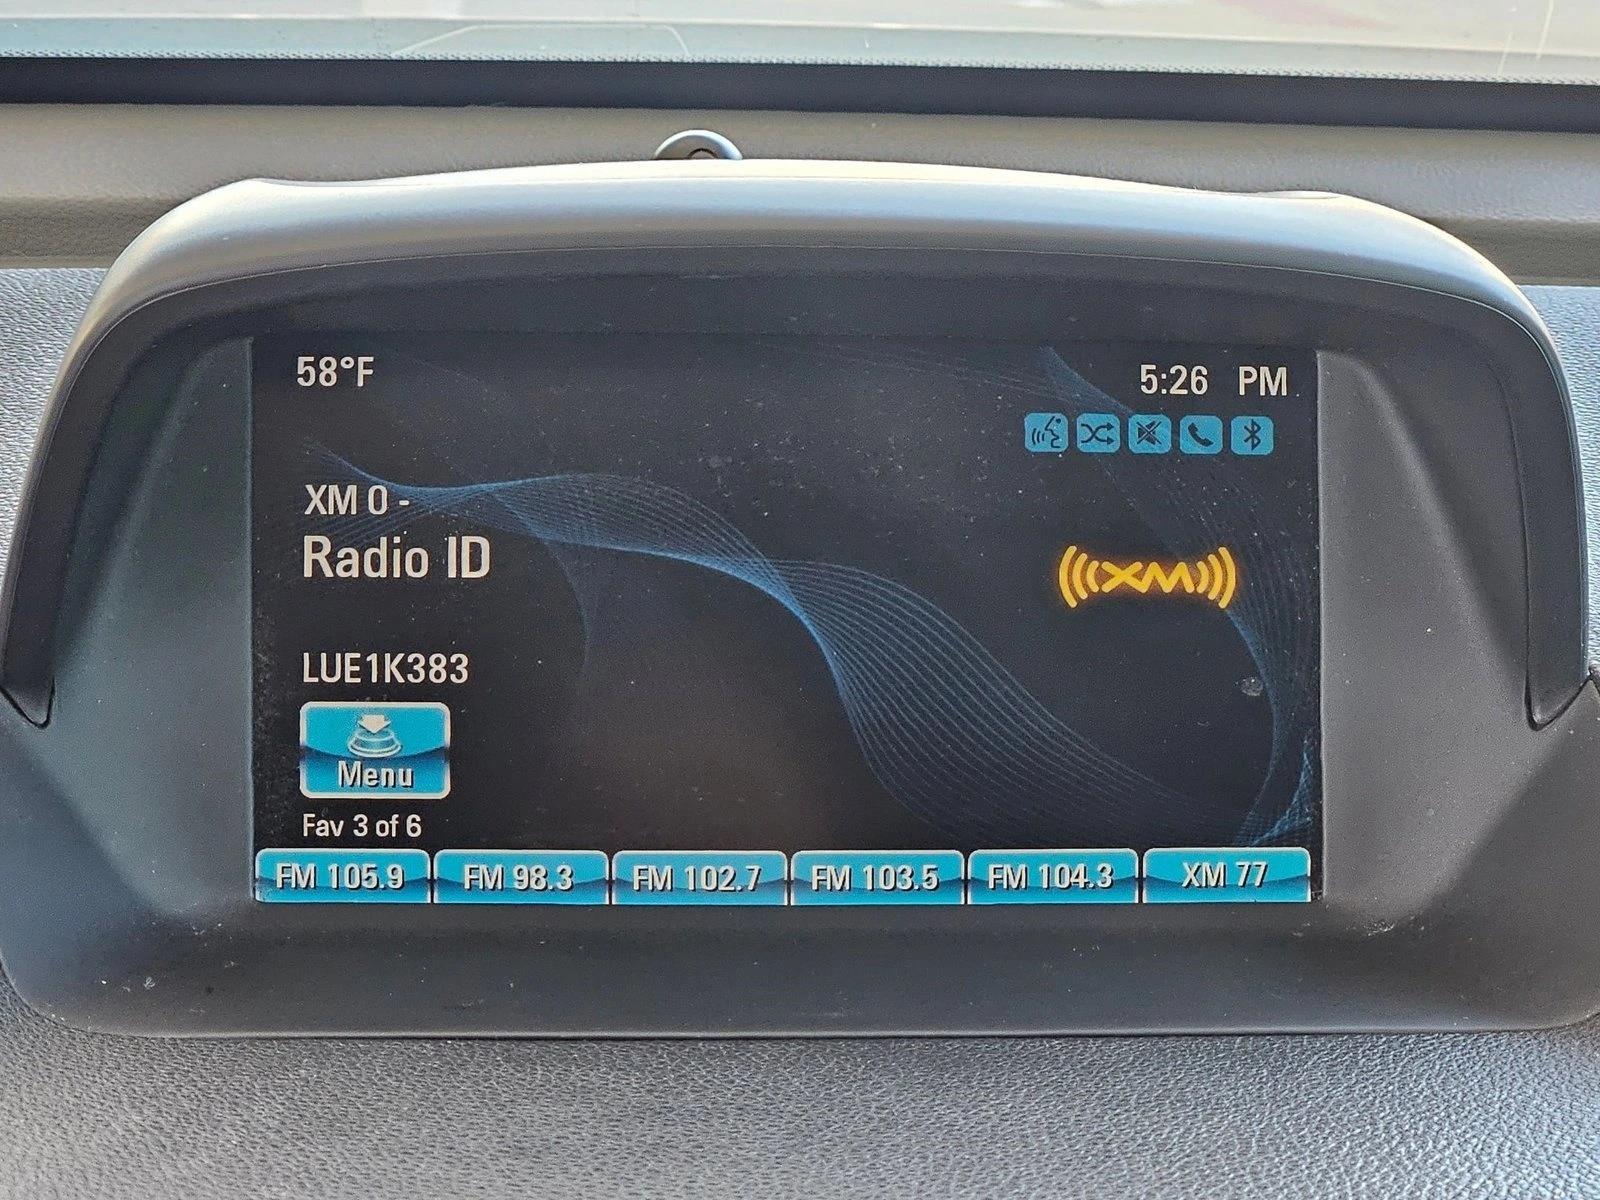 58°F
5:26 PM
XM 0 -
Radio ID
XM
LUE1K383
Menu
Fav 3 of 6
FM 105.9 FM 98.3 FM 102.7 FM 103.5 FM 104.3 XM 77